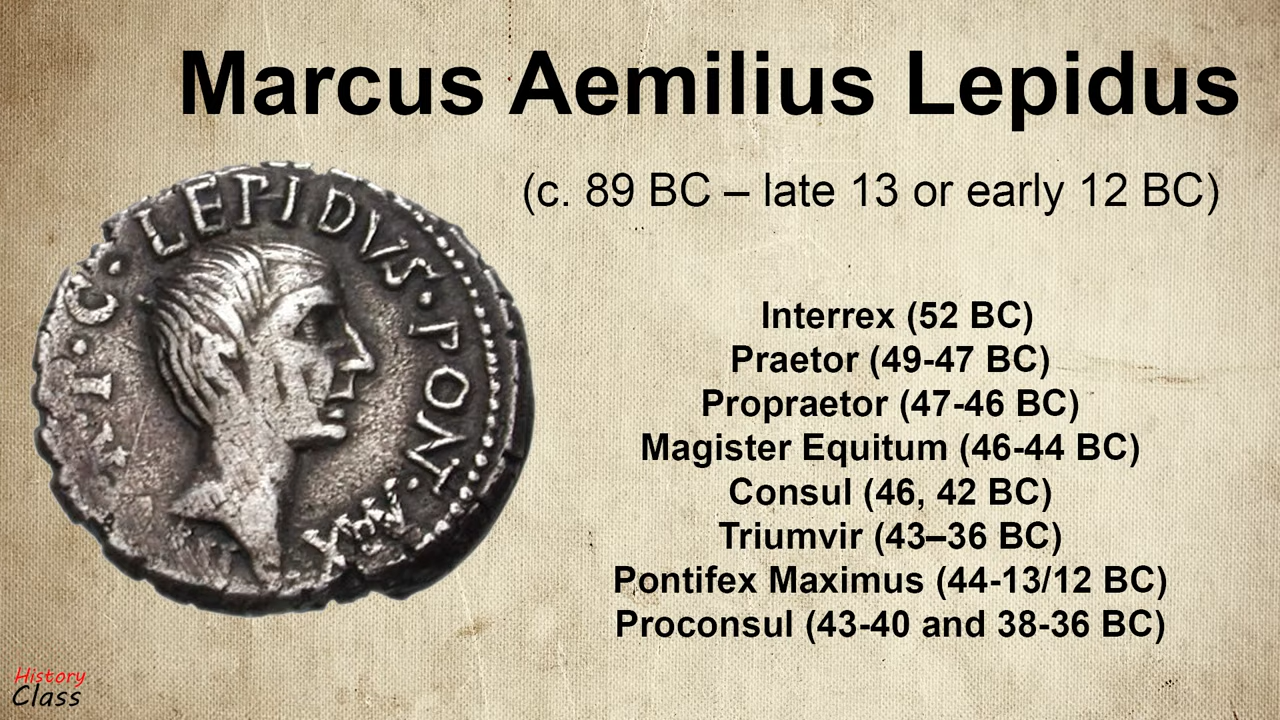 Marcus Aemilius Lepidus
(c. 89 BC – late 13 or early 12 BC)
LEPIDVS·PONT·
Interrex (52 BC)
Praetor (49-47 BC)
Propraetor (47-46 BC)
Magister Equitum (46-44 BC)
Consul (46, 42 BC)
Triumvir (43–36 BC)
Pontifex Maximus (44-13/12 BC)
Proconsul (43-40 and 38-36 BC)
History
Class